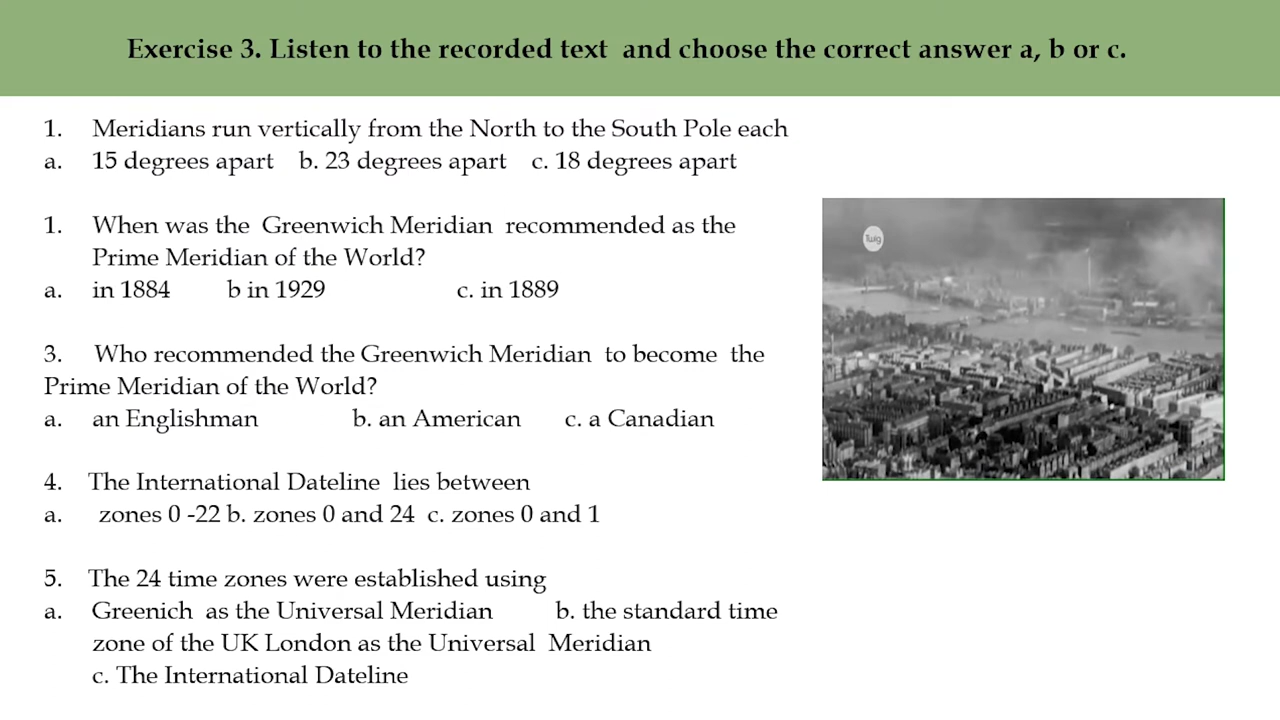 Exercise 3. Listen to the recorded text and choose the correct answer a, b or c.
1. Meridians run vertically from the North to the South Pole each
a. 15 degrees apart b. 23 degrees apart c. 18 degrees apart
1. When was the Greenwich Meridian recommended as the
Prime Meridian of the World?
a. in 1884 b in 1929 c. in 1889
3. Who recommended the Greenwich Meridian to become the
Prime Meridian of the World?
a. an Englishman b. an American c. a Canadian
4. The International Dateline lies between
a. zones 0 -22 b. zones 0 and 24 c. zones 0 and 1
5. The 24 time zones were established using
a. Greenich as the Universal Meridian b. the standard time
zone of the UK London as the Universal Meridian
c. The International Dateline
Twig